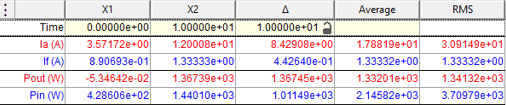 X1 X2 Δ Average RMS
Time 0.00000e+00 1.00000e+01 1.00000e+01
Ia (A) 3.57172e+00 1.20008e+01 8.42908e+00 1.78819e+01 3.09149e+01
If (A) 8.90693e-01 1.33333e+00 4.42640e-01 1.33332e+00 1.33332e+00
Pout (W) -5.34642e-02 1.36739e+03 1.36745e+03 1.33201e+03 1.34132e+03
Pin (W) 4.28606e+02 1.44010e+03 1.01149e+03 2.14582e+03 3.70979e+03